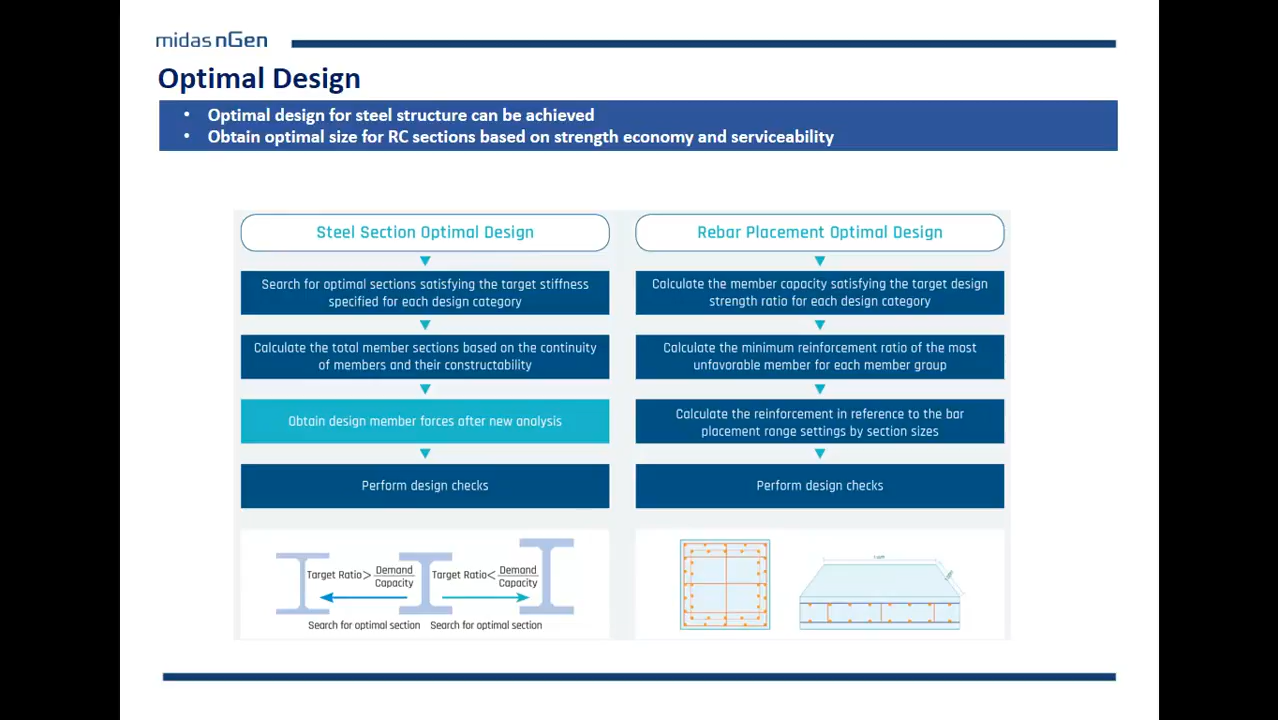 midas nGen
Optimal Design
• Optimal design for steel structure can be achieved
• Obtain optimal size for RC sections based on strength economy and serviceability
Steel Section Optimal Design
Search for optimal sections satisfying the target stiffness
specified for each design category
Calculate the total member sections based on the continuity
of members and their constructability
Obtain design member forces after new analysis
Perform design checks
Target Ratio> Demand
Capacity
Target Ratio< Demand
Capacity
Search for optimal section
Search for optimal section
Rebar Placement Optimal Design
Calculate the member capacity satisfying the target design
strength ratio for each design category
Calculate the minimum reinforcement ratio of the most
unfavorable member for each member group
Calculate the reinforcement in reference to the bar
placement range settings by section sizes
Perform design checks